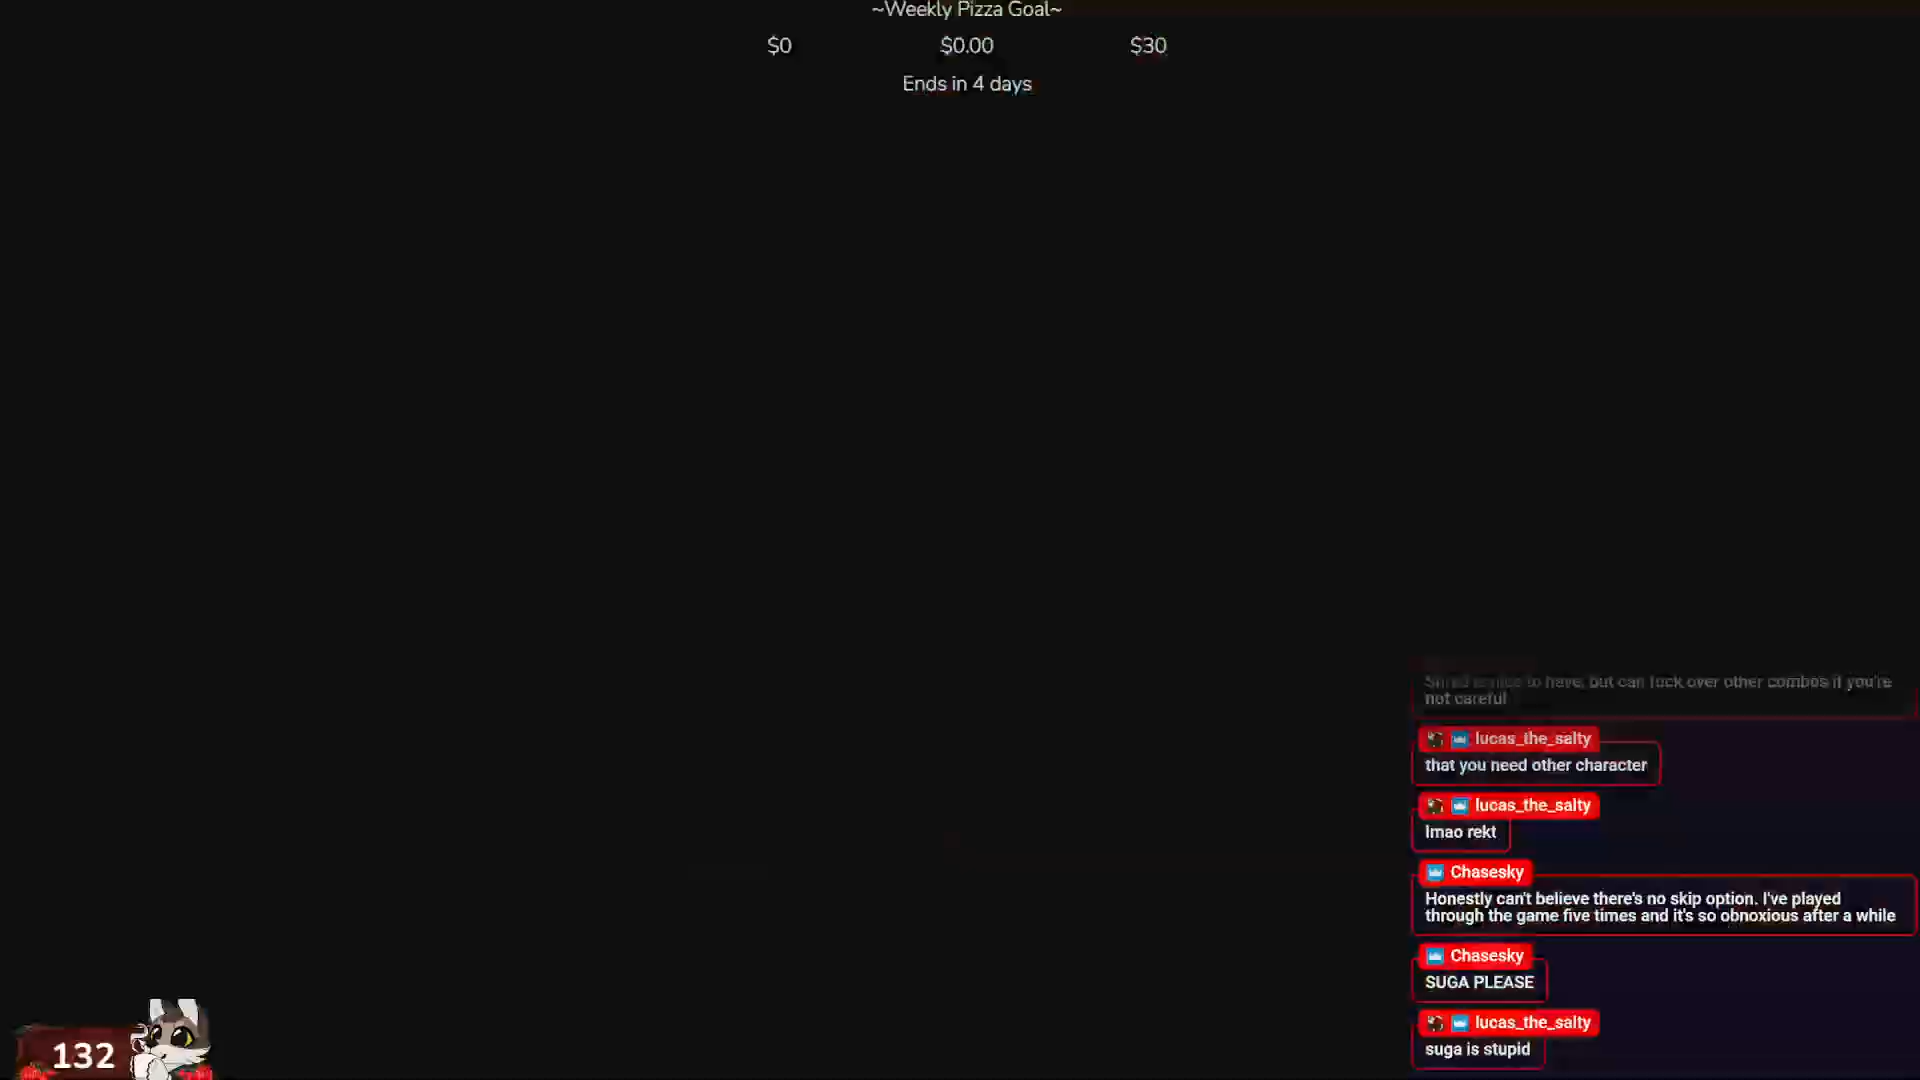 ~Weekly Pizza Goal~
$0 $0.00 $30
Ends in 4 days
to have, but can fuck over other combos if you're
not careful
lucas_the_salty
that you need other character
lucas_the_salty
lmao rekt
Chasesky
Honestly can't believe there's no skip option. I've played
through the game five times and it's so obnoxious after a while
Chasesky
SUGA PLEASE
lucas_the_salty
suga is stupid
132